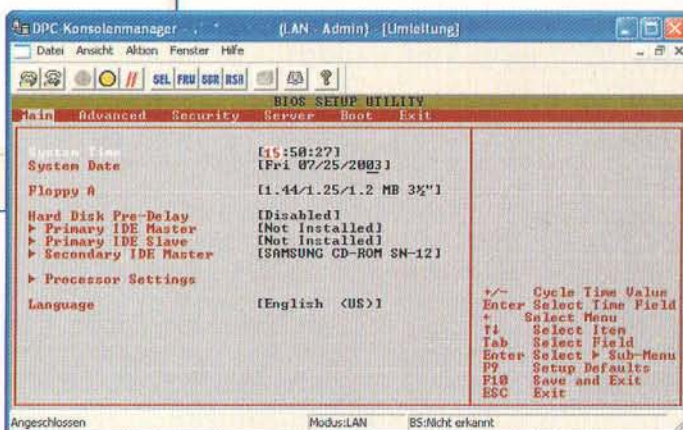 DPC Konsolenmanager - (LAN - Admin) - [Umleitung]
Datei Ansicht Aktion Fenster Hilfe
SEL FRU SDR RSA
BIOS SETUP UTILITY
Main Advanced Security Server Boot Exit
System Time [15:50:27]
System Date [Fri 07/25/2003]
Floppy A [1.44/1.25/1.2 MB 3½"]
Hard Disk Pre-Delay [Disabled]
▶ Primary IDE Master [Not Installed]
▶ Primary IDE Slave [Not Installed]
▶ Secondary IDE Master [SAMSUNG CD-ROM SN-12]
▶ Processor Settings
Language [English (US)]
+/- Cycle Time Value
Enter Select Time Field
← Select Menu
↑↓ Select Item
Tab Select Field
Enter Select ▶ Sub-Menu
F9 Setup Defaults
F10 Save and Exit
ESC Exit
Angeschlossen Modus:LAN BS:Nicht erkannt